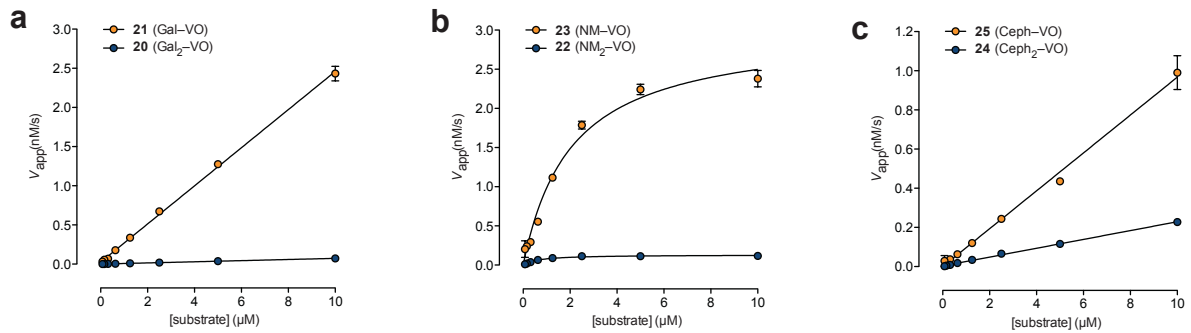 a
21 (Gal–VO)
20 (Gal2–VO)
3.0
2.5
2.0
1.5
1.0
0.5
0.0
Vapp(nM/s)
0 2 4 6 8 10
[substrate] (µM)
b
23 (NM–VO)
22 (NM2–VO)
3.0
2.5
2.0
1.5
1.0
0.5
0.0
Vapp(nM/s)
0 2 4 6 8 10
[substrate] (µM)
c
25 (Ceph–VO)
24 (Ceph2–VO)
1.2
1.0
0.8
0.6
0.4
0.2
0.0
Vapp(nM/s)
0 2 4 6 8 10
[substrate] (µM)